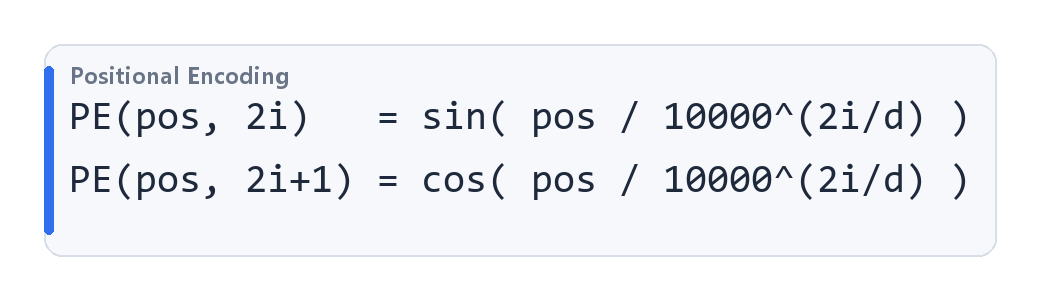 Positional Encoding
PE(pos, 2i)   = sin( pos / 10000^(2i/d) )
PE(pos, 2i+1) = cos( pos / 10000^(2i/d) )